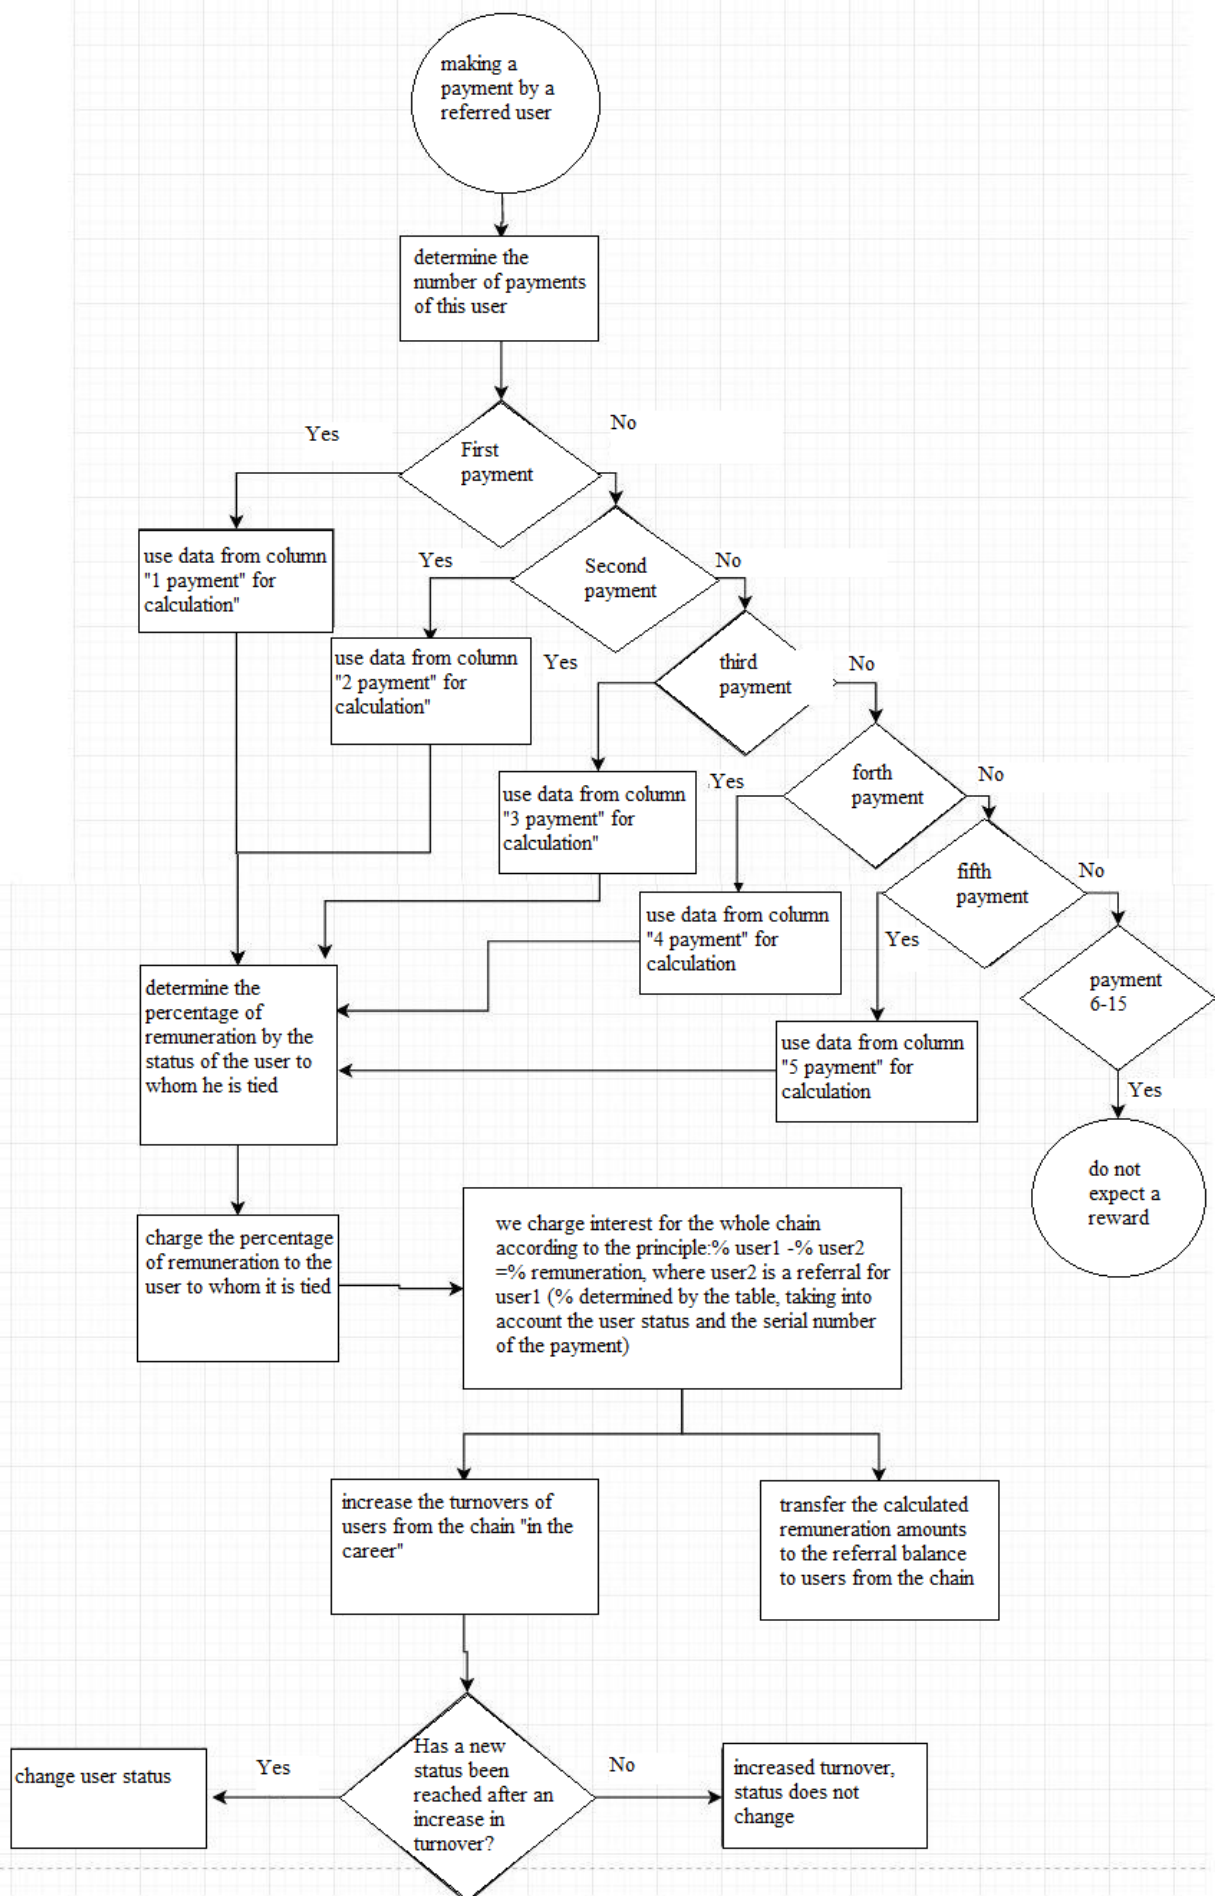 making a
payment by a
referred user
determine the
number of payments
of this user
Yes
No
First
payment
use data from column
"1 payment" for
calculation"
Yes
No
Second
payment
use data from column
"2 payment" for
calculation"
Yes
No
third
payment
use data from column
"3 payment" for
calculation"
Yes
No
forth
payment
use data from column
"4 payment" for
calculation
Yes
No
fifth
payment
use data from column
"5 payment" for
calculation
payment
6-15
Yes
do not
expect a
reward
determine the
percentage of
remuneration by the
status of the user to
whom he is tied
charge the percentage
of remuneration to the
user to whom it is tied
we charge interest for the whole chain
according to the principle:% user1 -% user2
=% remuneration, where user2 is a referral for
user1 (% determined by the table, taking into
account the user status and the serial number
of the payment)
increase the turnovers of
users from the chain "in the
career"
transfer the calculated
remuneration amounts
to the referral balance
to users from the chain
Has a new
status been
reached after an
increase in
turnover?
Yes
No
change user status
increased turnover,
status does not
change